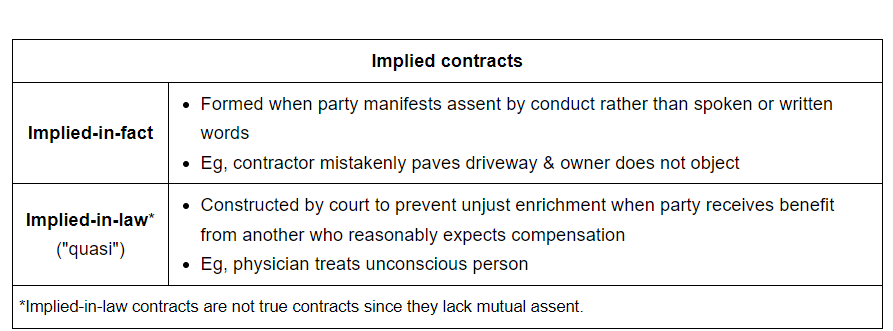 Implied contracts
Implied-in-fact
• Formed when party manifests assent by conduct rather than spoken or written
words
• Eg, contractor mistakenly paves driveway & owner does not object
Implied-in-law*
("quasi")
• Constructed by court to prevent unjust enrichment when party receives benefit
from another who reasonably expects compensation
• Eg, physician treats unconscious person
*Implied-in-law contracts are not true contracts since they lack mutual assent.